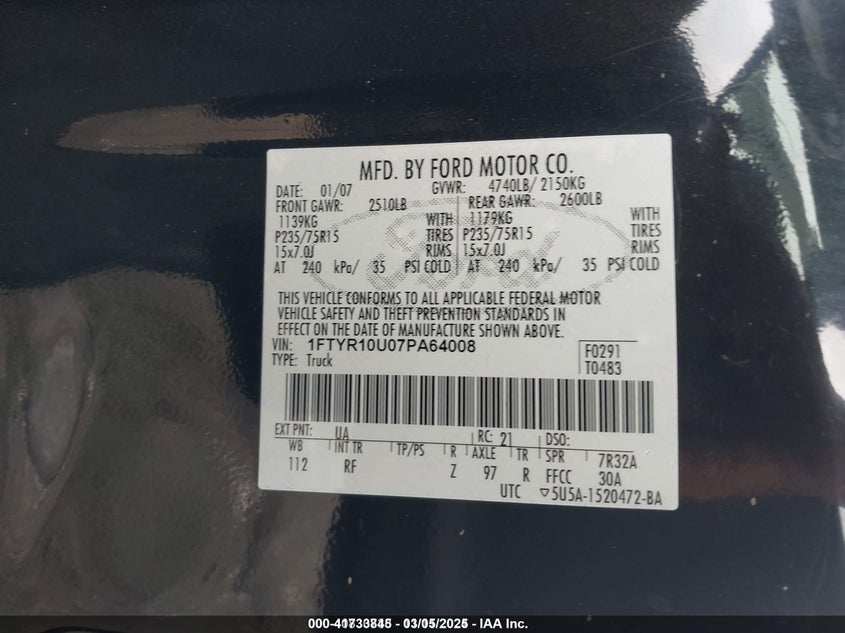 MFD. BY FORD MOTOR CO.
DATE: 01/07 GVWR: 4740LB/ 2150KG
FRONT GAWR: 2510LB REAR GAWR: 2600LB
1139KG WITH 1179KG WITH
P235/75R15 TIRES P235/75R15 TIRES
15x7.0J RIMS 15x7.0J RIMS
AT 240 kPa/ 35 PSI COLD AT 240 kPa/ 35 PSI COLD
THIS VEHICLE CONFORMS TO ALL APPLICABLE FEDERAL MOTOR
VEHICLE SAFETY AND THEFT PREVENTION STANDARDS IN
EFFECT ON THE DATE OF MANUFACTURE SHOWN ABOVE.
VIN: 1FTYR10U07PA64008 F0291
TYPE: Truck T0483
EXT PNT: UA RC: 21 DSO:
WB INT TR TP/PS R AXLE TR SPR 7R32A
112 RF Z 97 R FFCC 30A
UTC ▽5U5A-1520472-BA
03/05/2025 - IAA Inc.